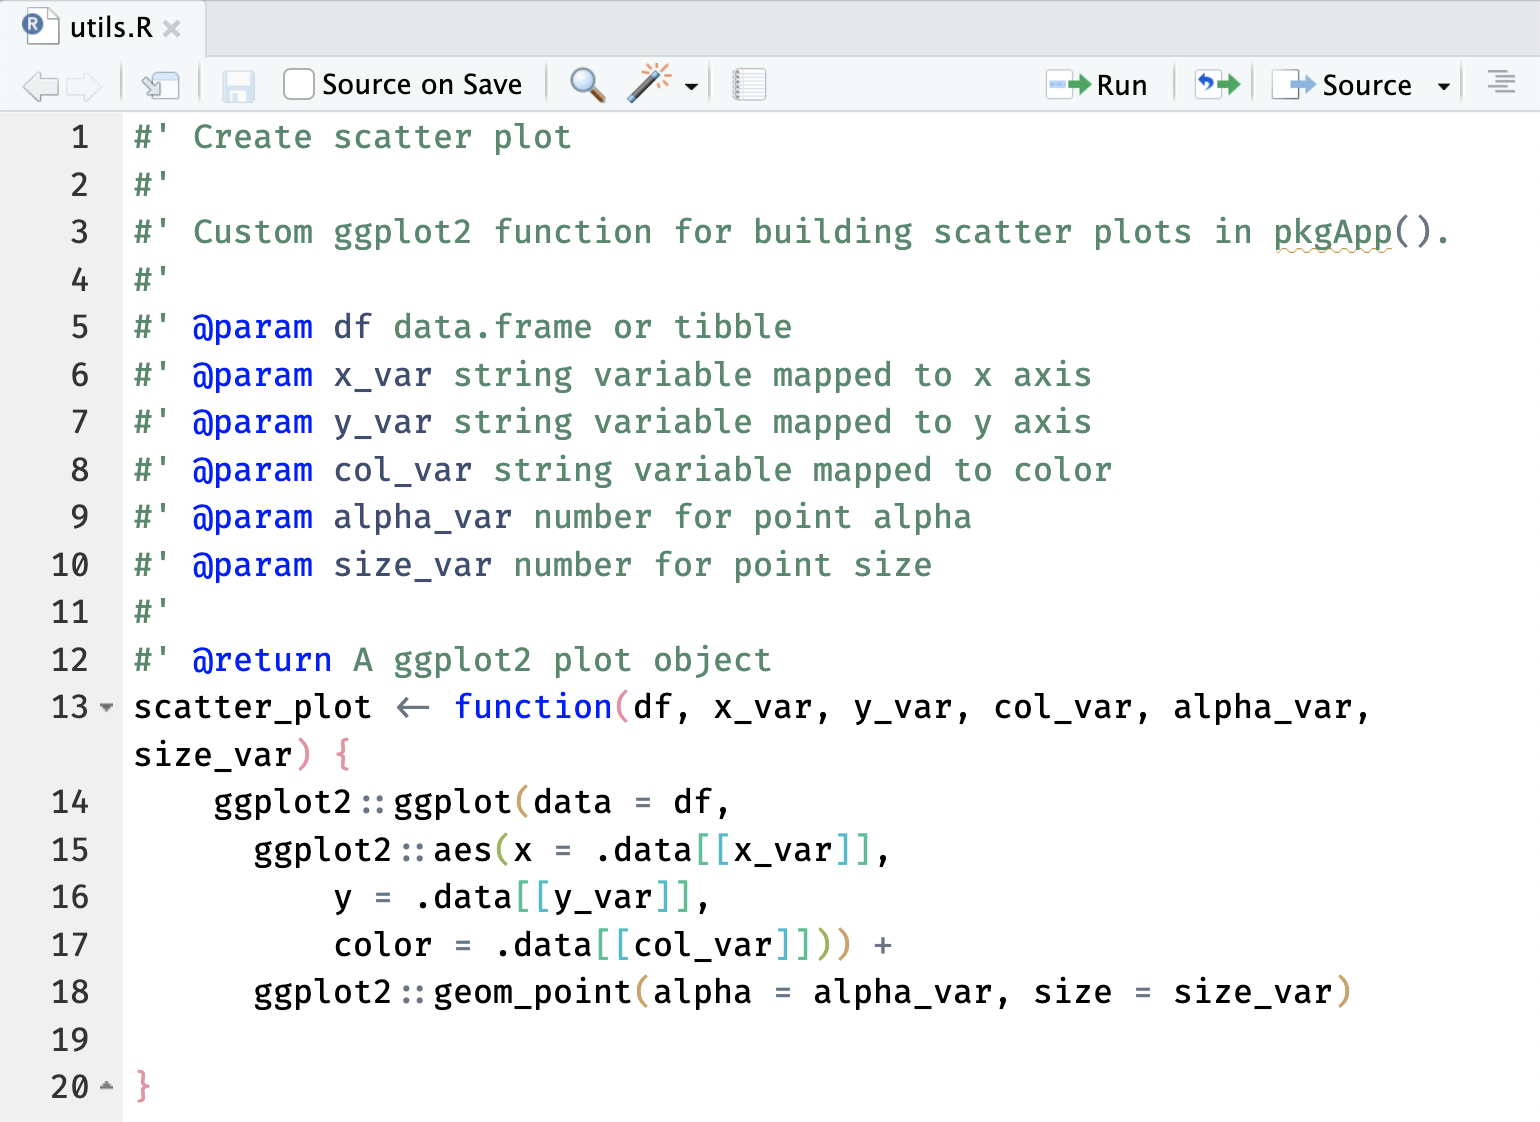 utils.R
Source on Save Run Source
1 #' Create scatter plot
2 #'
3 #' Custom ggplot2 function for building scatter plots in pkgApp().
4 #'
5 #' @param df data.frame or tibble
6 #' @param x_var string variable mapped to x axis
7 #' @param y_var string variable mapped to y axis
8 #' @param col_var string variable mapped to color
9 #' @param alpha_var number for point alpha
10 #' @param size_var number for point size
11 #'
12 #' @return A ggplot2 plot object
13 scatter_plot <- function(df, x_var, y_var, col_var, alpha_var,
size_var) {
14     ggplot2::ggplot(data = df,
15       ggplot2::aes(x = .data[[x_var]],
16           y = .data[[y_var]],
17           color = .data[[col_var]])) +
18       ggplot2::geom_point(alpha = alpha_var, size = size_var)
19
20 }